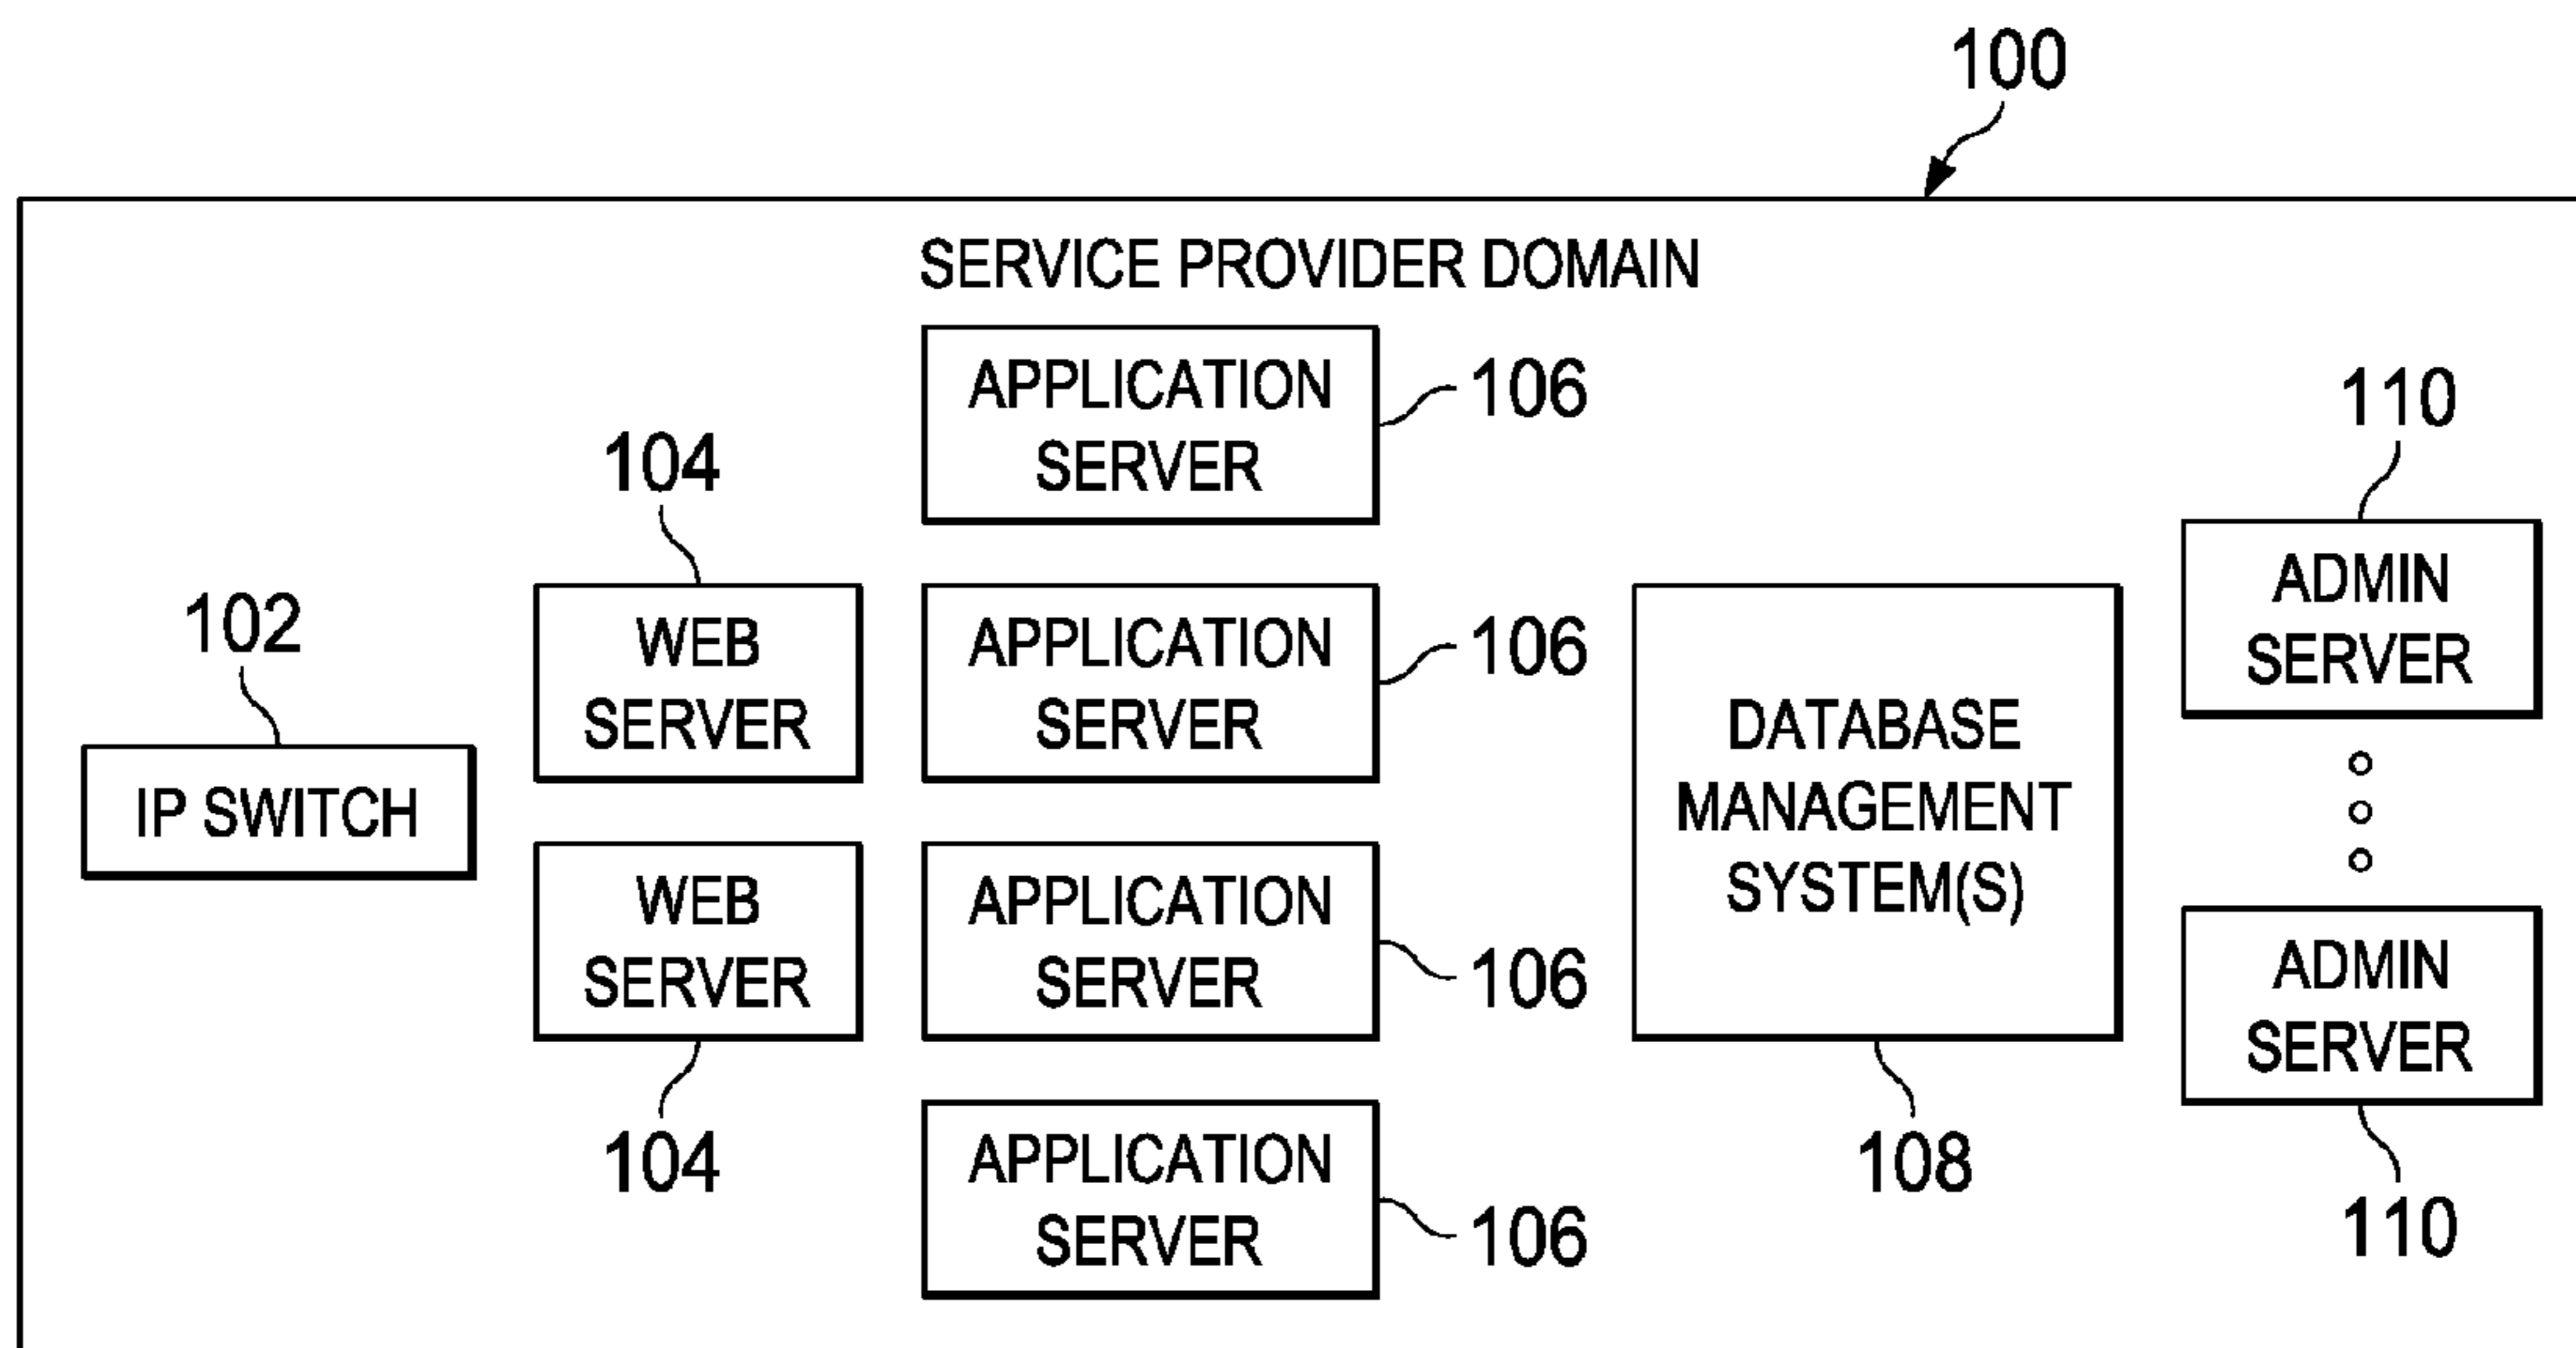 100
SERVICE PROVIDER DOMAIN
102
IP SWITCH
104
WEB
SERVER
WEB
SERVER
104
APPLICATION
SERVER
106
APPLICATION
SERVER
106
APPLICATION
SERVER
106
APPLICATION
SERVER
106
DATABASE
MANAGEMENT
SYSTEM(S)
108
110
ADMIN
SERVER
ADMIN
SERVER
110